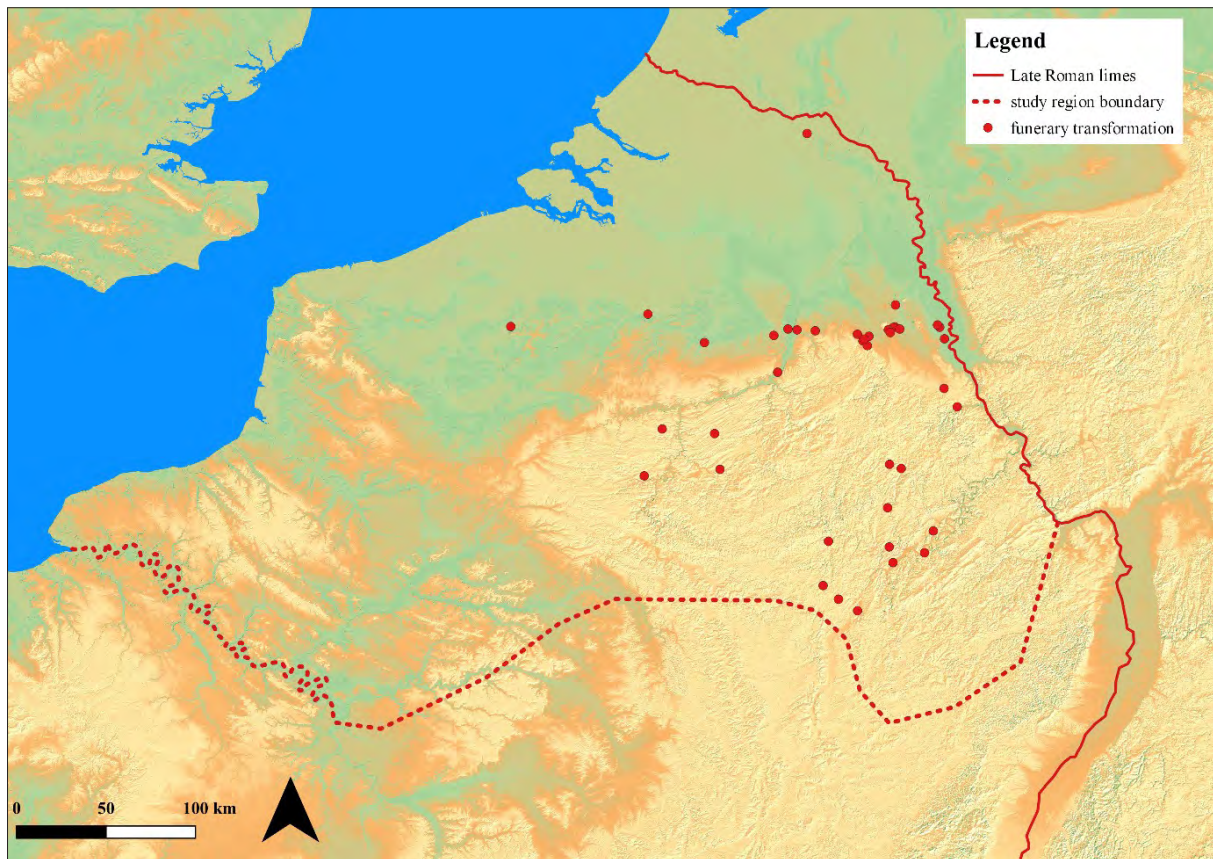 Legend
Late Roman limes
study region boundary
funerary transformation
0 50 100 km